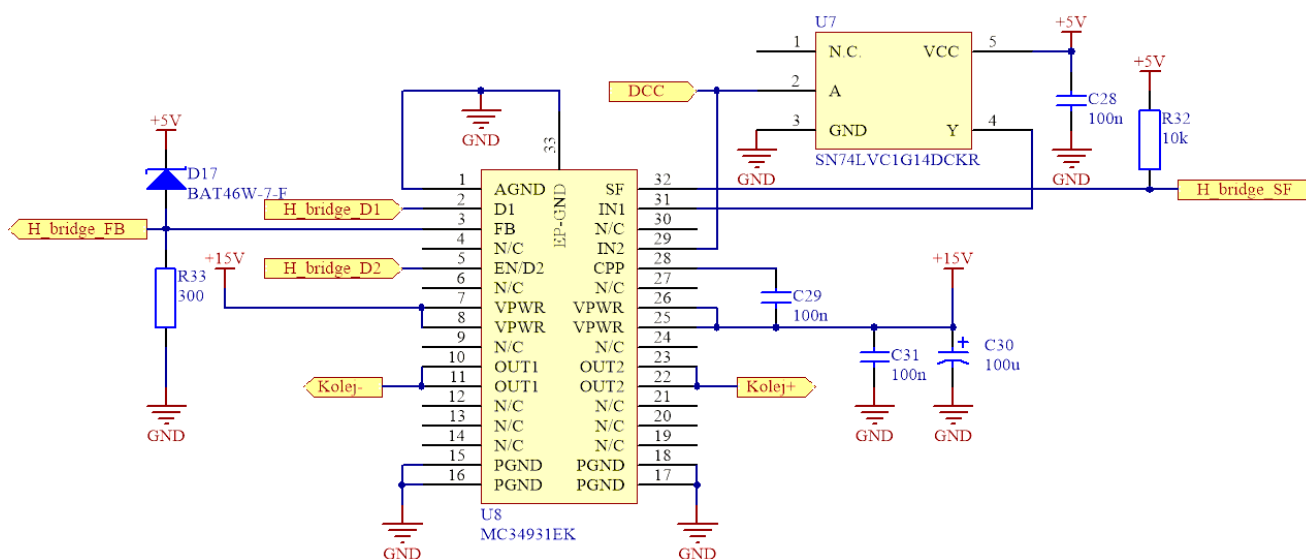 U7
+5V
1 N.C. VCC 5
+5V
DCC
2 A
C28
100n
R32
10k
3 GND Y 4
GND
33
GND
SN74LVC1G14DCKR
GND
GND
+5V
D17
BAT46W-7-F
EP-GND
1 AGND SF 32
H_bridge_SF
H_bridge_D1
2 D1 IN1 31
H_bridge_FB
3 FB N/C 30
4 N/C IN2 29
+15V
H_bridge_D2
5 EN/D2 CPP 28
+15V
R33
300
6 N/C N/C 27
C29
100n
7 VPWR VPWR 26
8 VPWR VPWR 25
9 N/C N/C 24
C31
100n
+
C30
100u
10 OUT1 OUT2 23
Kolej-
11 OUT1 OUT2 22
Kolej+
12 N/C N/C 21
GND
13 N/C N/C 20
GND
GND
14 N/C N/C 19
15 PGND PGND 18
16 PGND PGND 17
U8
MC34931EK
GND
GND